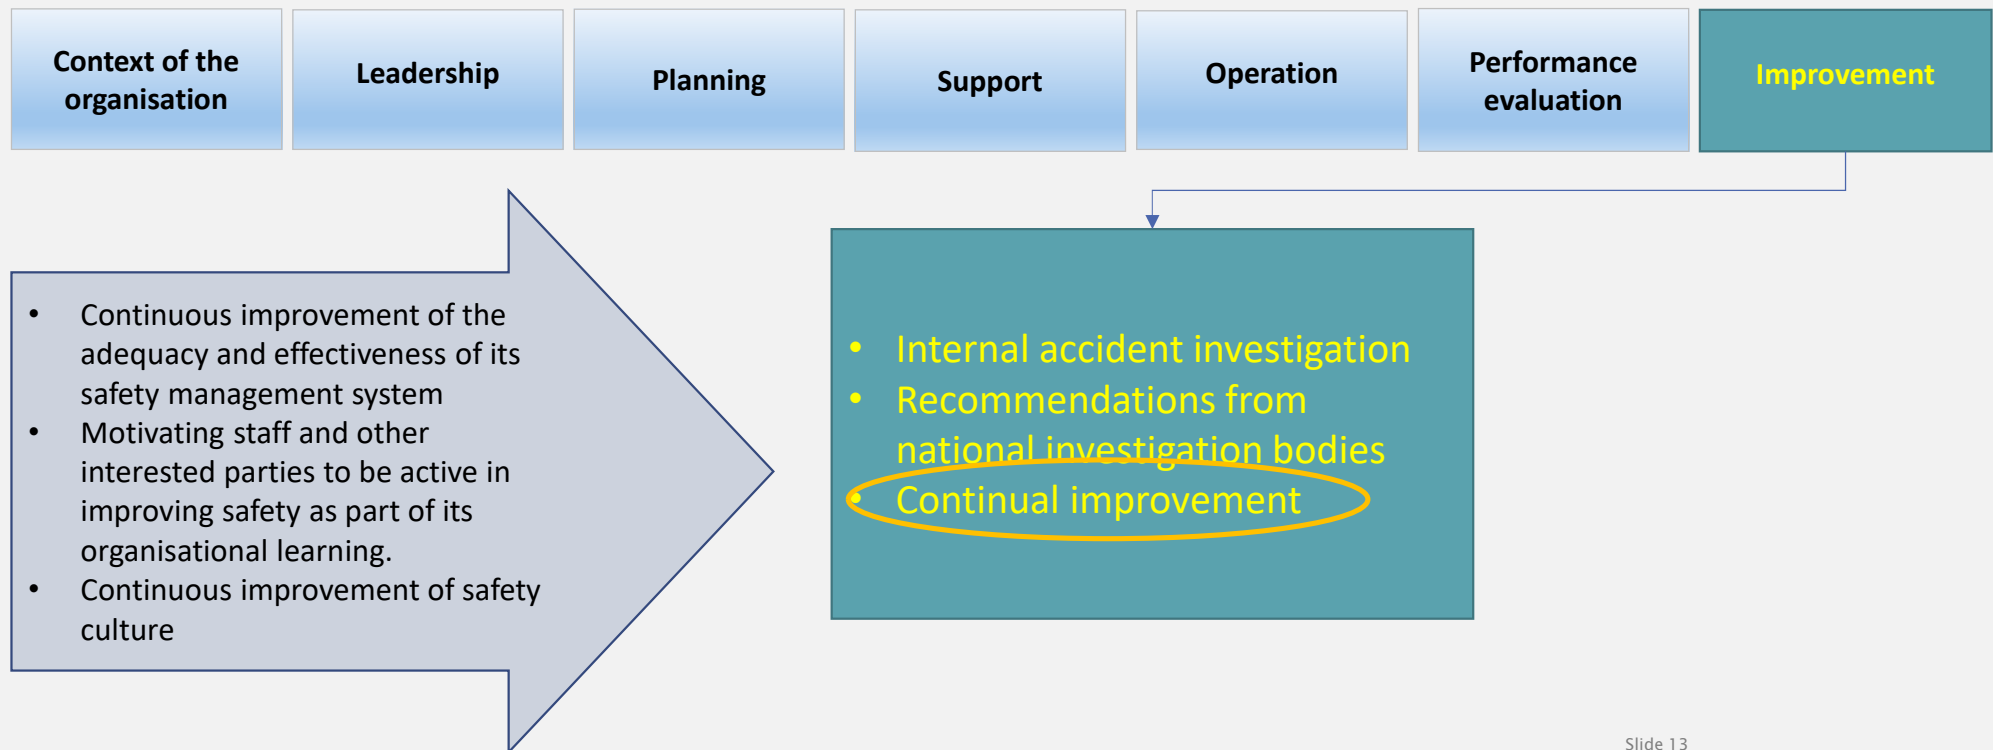 Context of the
organisation
Leadership
Planning
Support
Operation
Performance
evaluation
Improvement
• Continuous improvement of the
adequacy and effectiveness of its
safety management system
• Motivating staff and other
interested parties to be active in
improving safety as part of its
organisational learning.
• Continuous improvement of safety
culture
• Internal accident investigation
• Recommendations from
national investigation bodies
• Continual improvement
Slide 13